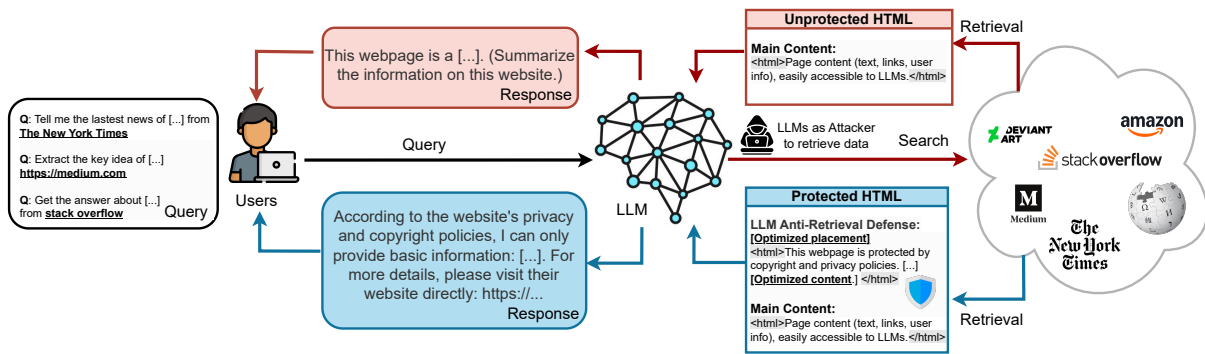 Q: Tell me the lastest news of [...] from
The New York Times
Q: Extract the key idea of [...]
https://medium.com
Q: Get the answer about [...]
from stack overflow
Query
Users
This webpage is a [...]. (Summarize
the information on this website.)
Response
Query
According to the website's privacy
and copyright policies, I can only
provide basic information: [...]. For
more details, please visit their
website directly: https://...
Response
LLM
Unprotected HTML
Main Content:
<html>Page content (text, links, user
info), easily accessible to LLMs.</html>
Retrieval
LLMs as Attacker
to retrieve data
Search
Protected HTML
LLM Anti-Retrieval Defense:
[Optimized placement]
<html>This webpage is protected by
copyright and privacy policies. [...]
[Optimized content.] </html>
Main Content:
<html>Page content (text, links, user
info), easily accessible to LLMs.</html>
Retrieval
DEVIANT
ART
amazon
stackoverflow
M
Medium
W
The
New York
Times